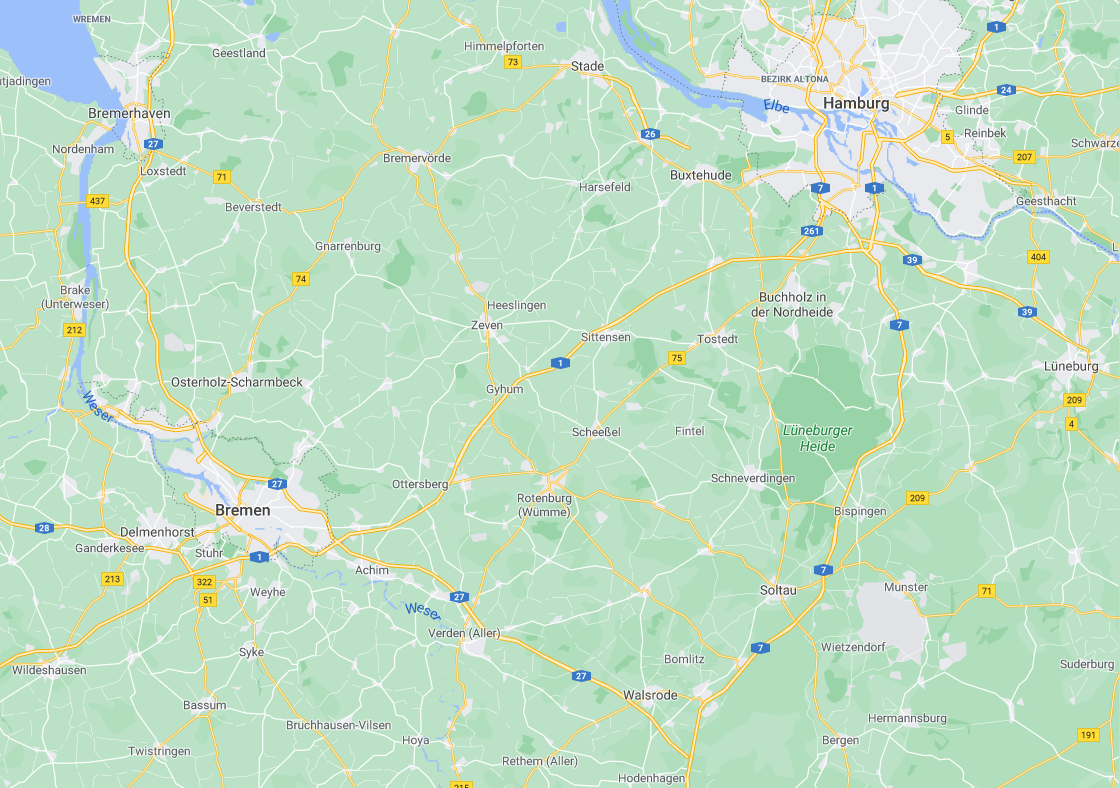 WREMEN
Geestland
Himmelpforten
73
Stade
1
BEZIRK ALTONA
24
Elbe
Hamburg
Glinde
Bremerhaven
26
5
Reinbek
27
Nordenham
Bremervörde
207
Loxstedt
71
Buxtehude
Harsefeld
7
1
437
Beverstedt
Geesthacht
261
Gnarrenburg
39
404
74
Brake
(Unterweser)
Heeslingen
Buchholz in
der Nordheide
39
212
Zeven
7
Sittensen
Tostedt
75
1
Lüneburg
Osterholz-Scharmbeck
Gyhum
209
Weser
4
Scheeßel
Fintel
Lüneburger
Heide
Ottersberg
27
Schneverdingen
Rotenburg
(Wümme)
209
Bremen
Bispingen
28
Delmenhorst
Ganderkesee
Stuhr
1
Achim
7
213
322
Soltau
Munster
71
Weyhe
51
27
Weser
Verden (Aller)
7
Wietzendorf
Syke
Bomlitz
Wildeshausen
Suderburg
27
Walsrode
Bassum
Hermannsburg
Bruchhausen-Vilsen
191
Hoya
Bergen
Twistringen
Rethem (Aller)
Hodenhagen